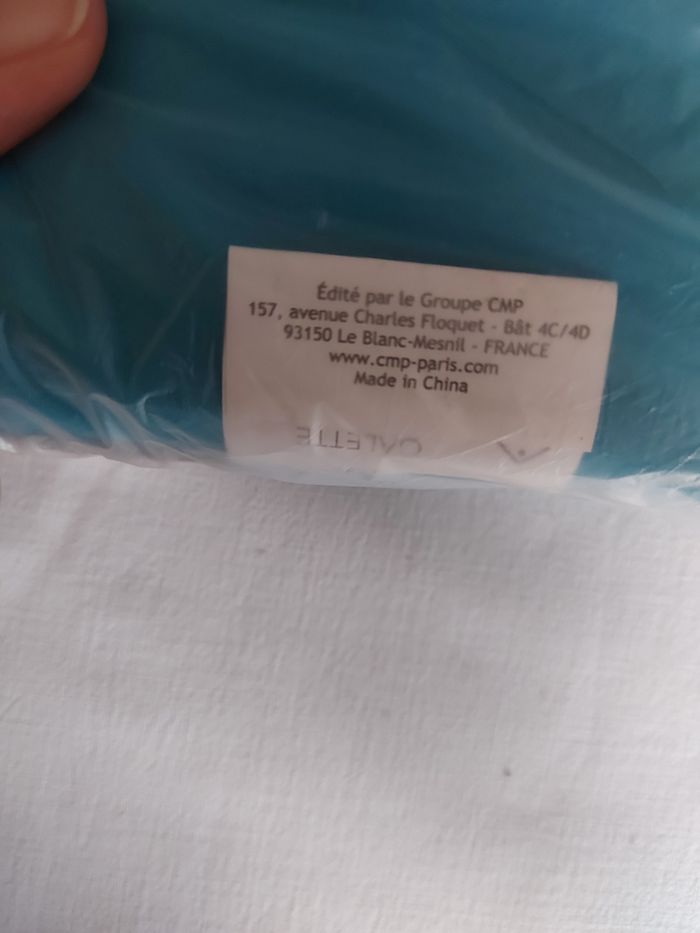 Édité par le Groupe CMP
157, avenue Charles Floquet - Bât 4C/4D
93150 Le Blanc-Mesnil - FRANCE
www.cmp-paris.com
Made in China
GALETTE